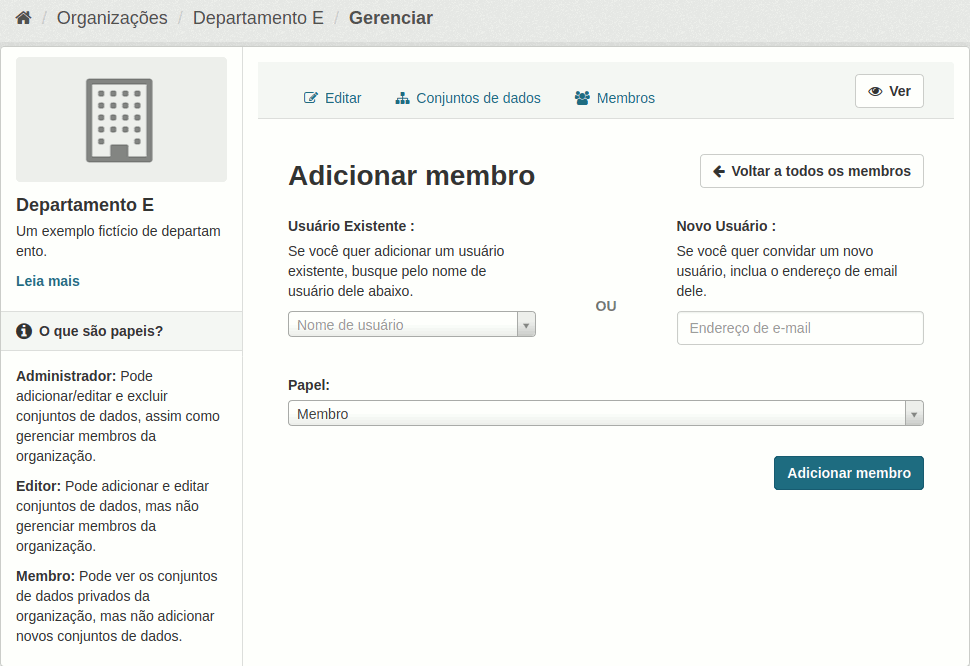 Organizações / Departamento E / Gerenciar
Departamento E
Um exemplo fictício de departam
ento.
Leia mais
O que são papeis?
Administrador: Pode
adicionar/editar e excluir
conjuntos de dados, assim como
gerenciar membros da
organização.
Editor: Pode adicionar e editar
conjuntos de dados, mas não
gerenciar membros da
organização.
Membro: Pode ver os conjuntos
de dados privados da
organização, mas não adicionar
novos conjuntos de dados.
Editar
Conjuntos de dados
Membros
Ver
Adicionar membro
Voltar a todos os membros
Usuário Existente :
Se você quer adicionar um usuário
existente, busque pelo nome de
usuário dele abaixo.
Nome de usuário
OU
Novo Usuário :
Se você quer convidar um novo
usuário, inclua o endereço de email
dele.
Endereço de e-mail
Papel:
Membro
Adicionar membro